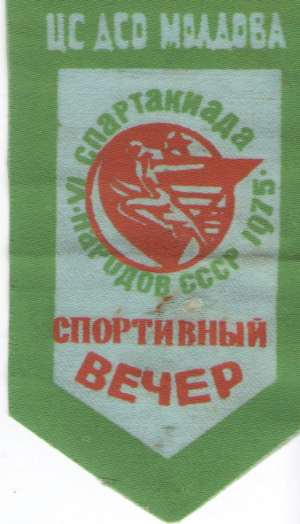 ЦС ДСО МОЛДОВА
VI СПАРТАКИАДА
НАРОДОВ СССР 1975
СПОРТИВНЫЙ
ВЕЧЕР